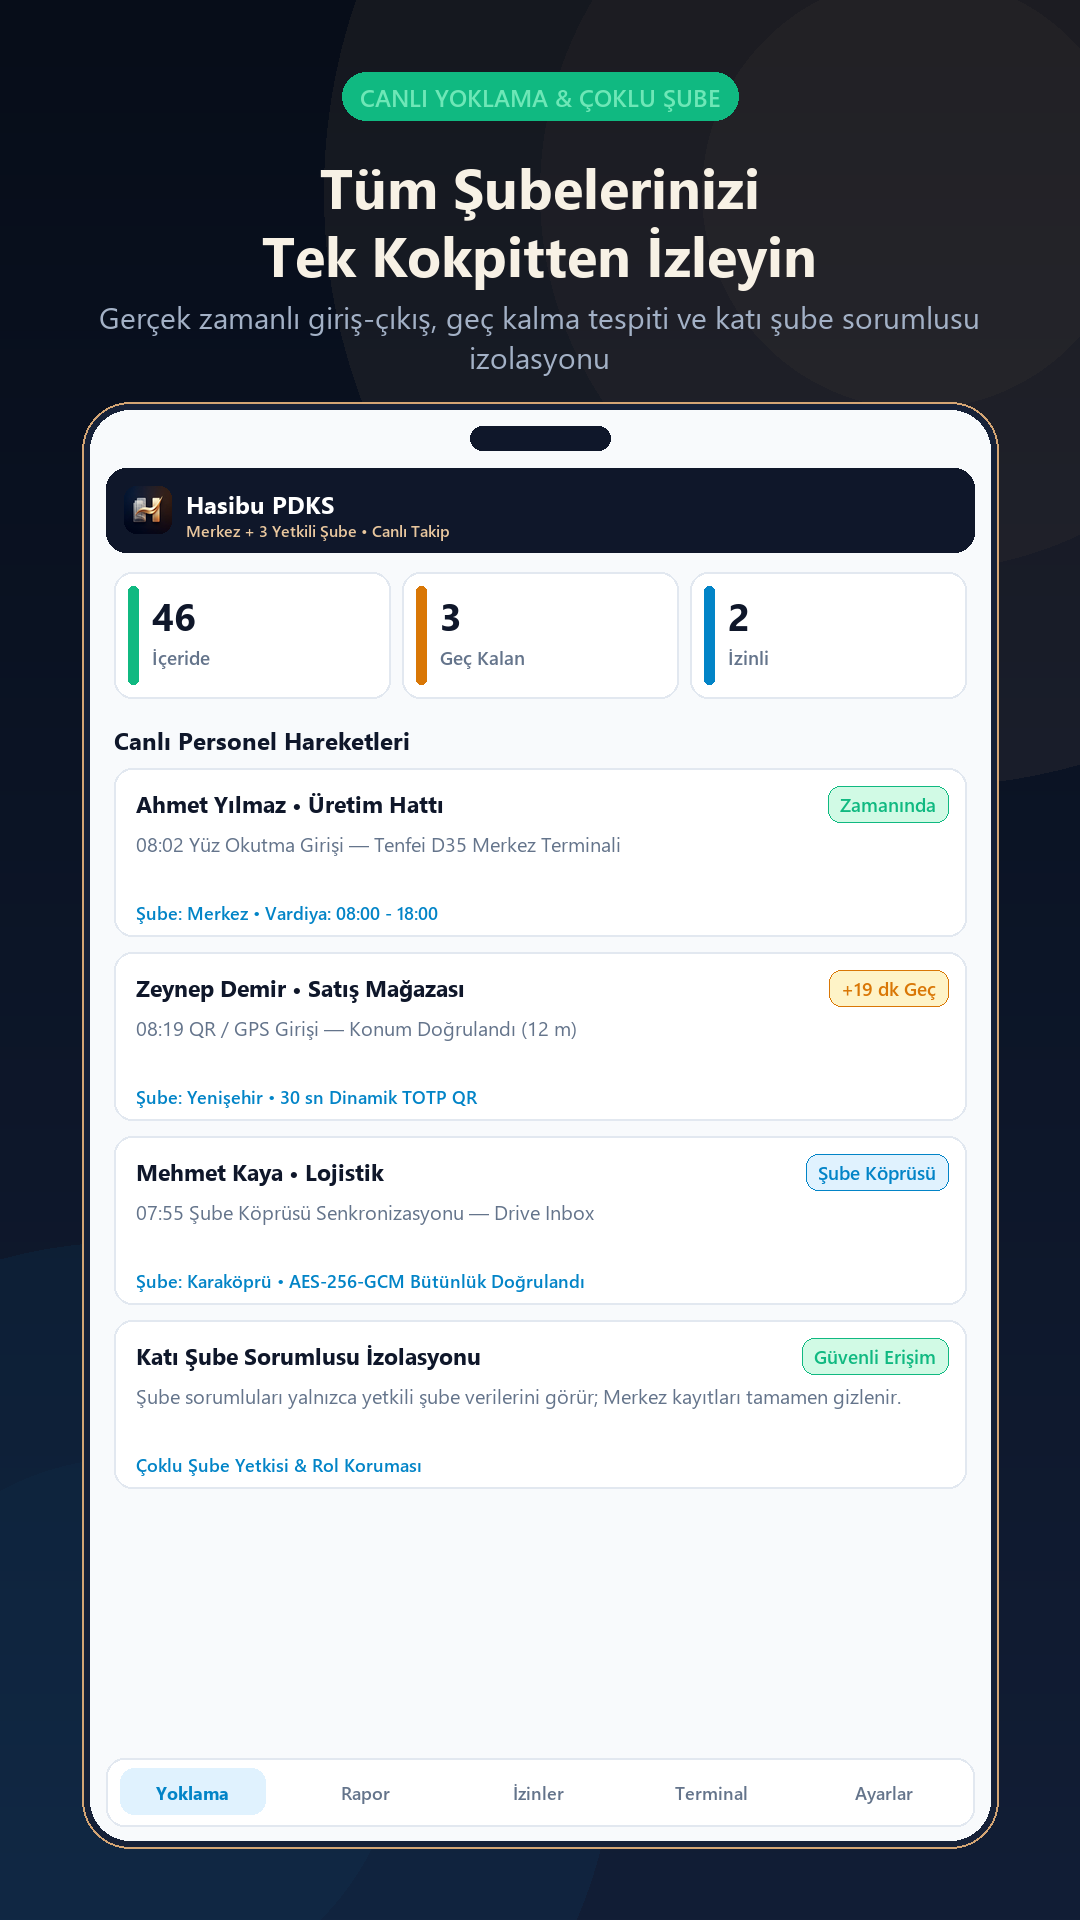 CANLI YOKLAMA & ÇOKLU ŞUBE
Tüm Şubelerinizi
Tek Kokpitten İzleyin
Gerçek zamanlı giriş-çıkış, geç kalma tespiti ve katı şube sorumlusu
izolasyonu
Hasibu PDKS
Merkez + 3 Yetkili Şube • Canlı Takip
46
İçeride
3
Geç Kalan
2
İzinli
Canlı Personel Hareketleri
Ahmet Yılmaz • Üretim Hattı
Zamanında
08:02 Yüz Okutma Girişi — Tenfei D35 Merkez Terminali
Şube: Merkez • Vardiya: 08:00 - 18:00
Zeynep Demir • Satış Mağazası
+19 dk Geç
08:19 QR / GPS Girişi — Konum Doğrulandı (12 m)
Şube: Yenişehir • 30 sn Dinamik TOTP QR
Mehmet Kaya • Lojistik
Şube Köprüsü
07:55 Şube Köprüsü Senkronizasyonu — Drive Inbox
Şube: Karaköprü • AES-256-GCM Bütünlük Doğrulandı
Katı Şube Sorumlusu İzolasyonu
Güvenli Erişim
Şube sorumluları yalnızca yetkili şube verilerini görür; Merkez kayıtları tamamen gizlenir.
Çoklu Şube Yetkisi & Rol Koruması
Yoklama
Rapor
İzinler
Terminal
Ayarlar